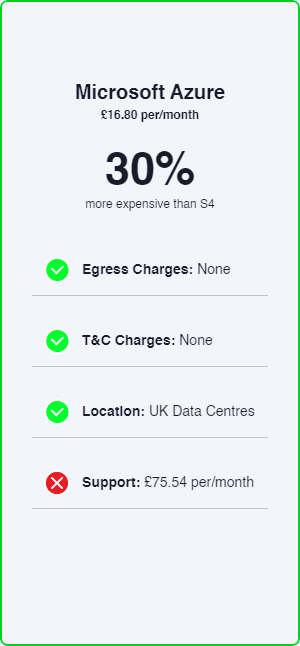 Microsoft Azure
£16.80 per/month
30%
more expensive than S4
Egress Charges: None
T&C Charges: None
Location: UK Data Centres
Support: £75.54 per/month